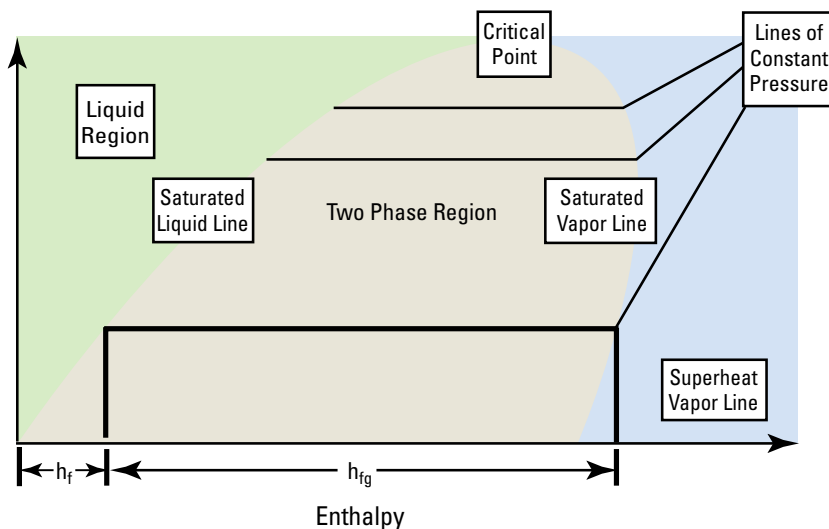 Critical
Point
Lines of
Constant
Pressure
Liquid
Region
Saturated
Liquid Line
Two Phase Region
Saturated
Vapor Line
Superheat
Vapor Line
hf
hfg
Enthalpy